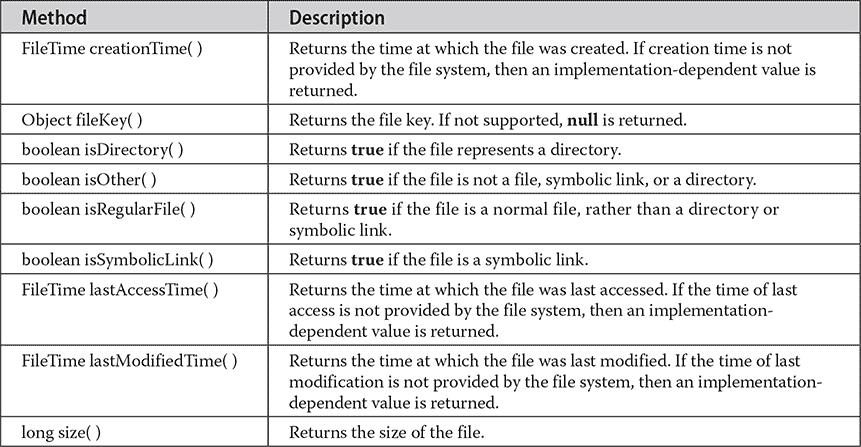 Method Description
FileTime creationTime( ) Returns the time at which the file was created. If creation time is not
provided by the file system, then an implementation-dependent value is
returned.
Object fileKey( ) Returns the file key. If not supported, null is returned.
boolean isDirectory( ) Returns true if the file represents a directory.
boolean isOther( ) Returns true if the file is not a file, symbolic link, or a directory.
boolean isRegularFile( ) Returns true if the file is a normal file, rather than a directory or
symbolic link.
boolean isSymbolicLink( ) Returns true if the file is a symbolic link.
FileTime lastAccessTime( ) Returns the time at which the file was last accessed. If the time of last
access is not provided by the file system, then an implementation-
dependent value is returned.
FileTime lastModifiedTime( ) Returns the time at which the file was last modified. If the time of last
modification is not provided by the file system, then an implementation-
dependent value is returned.
long size( ) Returns the size of the file.